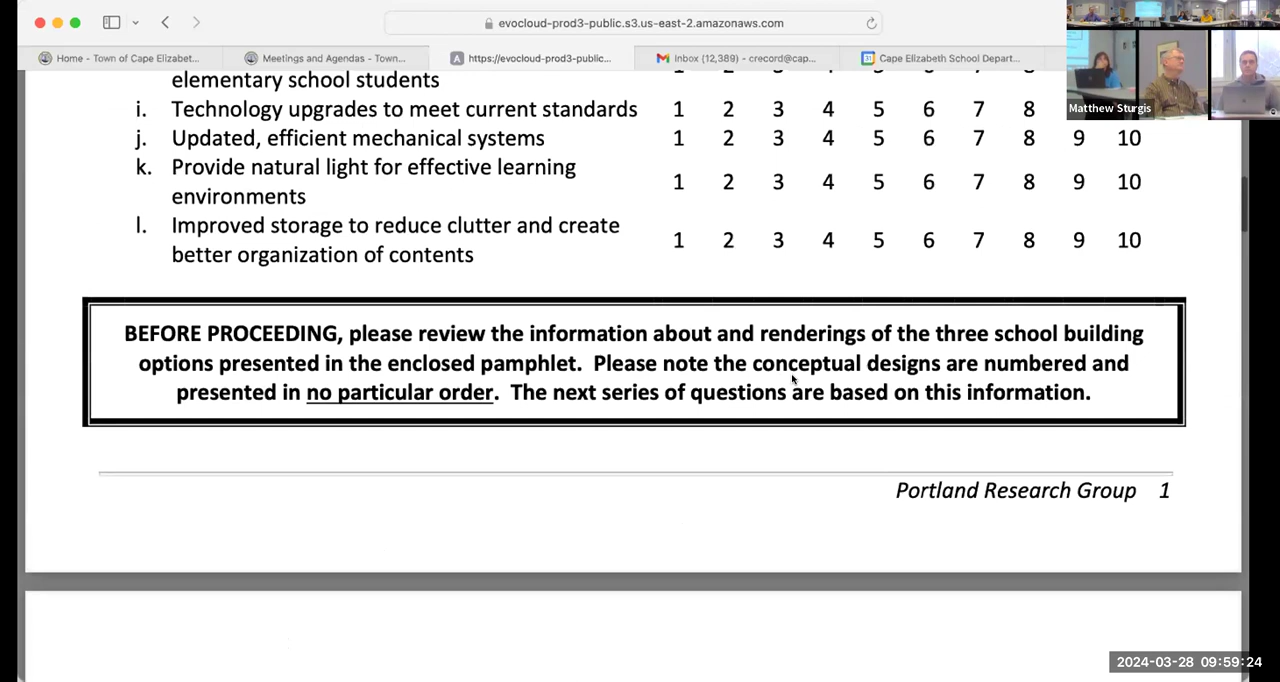 evocloud-prod3-public.s3.us-east-2.amazonaws.com
Home - Town of Cape Elizabet...
Meetings and Agendas - Town...
https://evocloud-prod3-public...
Inbox (12,389) - crecord@cap...
Cape Elizabeth School Depart...
elementary school students
i. Technology upgrades to meet current standards 1 2 3 4 5 6 7 8
Matthew Sturgis
j. Updated, efficient mechanical systems 1 2 3 4 5 6 7 8 9 10
k. Provide natural light for effective learning
environments 1 2 3 4 5 6 7 8 9 10
l. Improved storage to reduce clutter and create
better organization of contents 1 2 3 4 5 6 7 8 9 10
BEFORE PROCEEDING, please review the information about and renderings of the three school building
options presented in the enclosed pamphlet. Please note the conceptual designs are numbered and
presented in no particular order. The next series of questions are based on this information.
Portland Research Group 1
2024-03-28 09:59:24